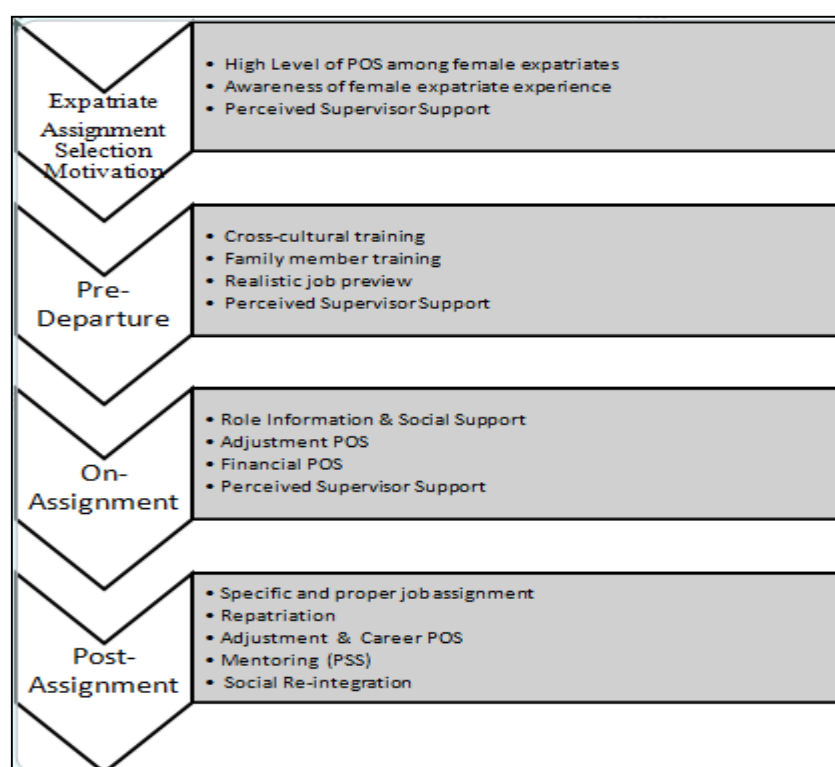 Expatriate
Assignment
Selection
Motivation
• High Level of POS among female expatriates
• Awareness of female expatriate experience
• Perceived Supervisor Support
Pre-
Departure
• Cross-cultural training
• Family member training
• Realistic job preview
• Perceived Supervisor Support
On-
Assignment
• Role Information & Social Support
• Adjustment POS
• Financial POS
• Perceived Supervisor Support
Post-
Assignment
• Specific and proper job assignment
• Repatriation
• Adjustment & Career POS
• Mentoring (PSS)
• Social Re-integration